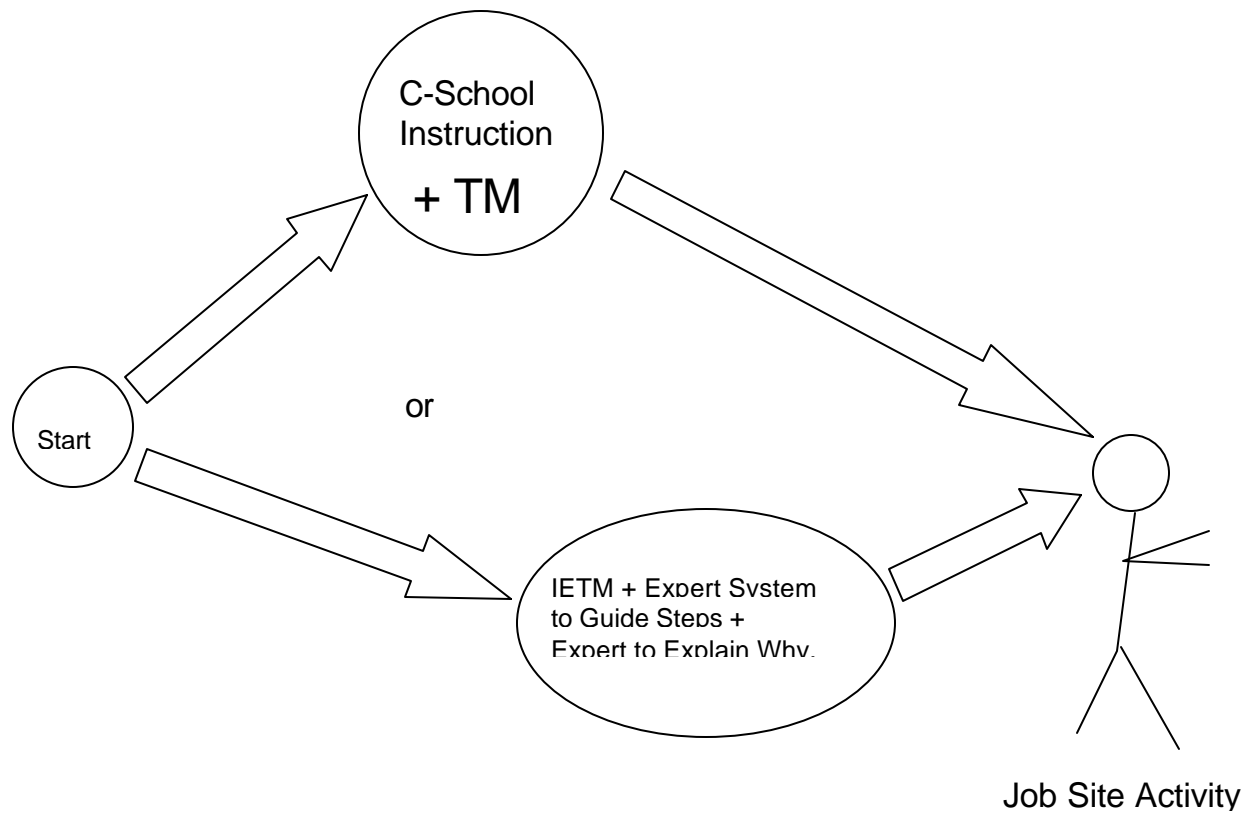 C-School
Instruction
+ TM
or
Start
IETM + Expert System
to Guide Steps +
Expert to Explain Why.
Job Site Activity